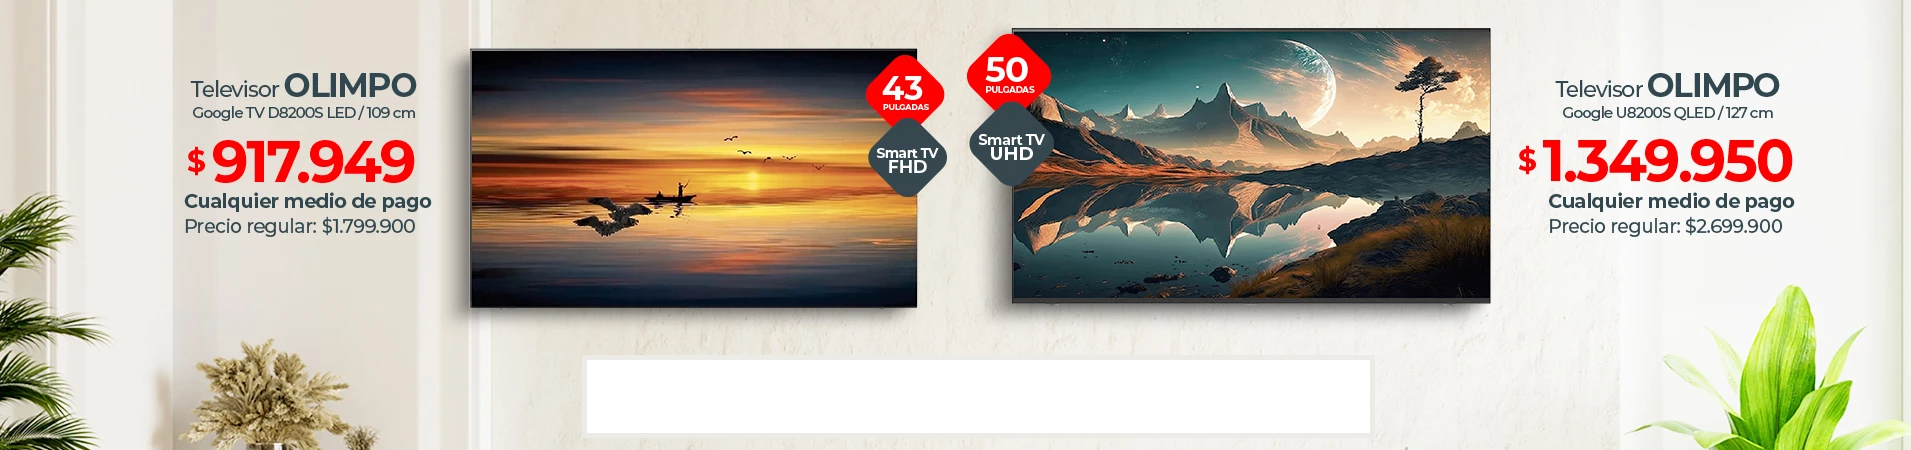 Televisor OLIMPO
Google TV D8200S LED / 109 cm
$ 917.949
Cualquier medio de pago
Precio regular: $1.799.900
43
PULGADAS
Smart TV
FHD
50
PULGADAS
Smart TV
UHD
Televisor OLIMPO
Google U8200S QLED / 127 cm
$ 1.349.950
Cualquier medio de pago
Precio regular: $2.699.900